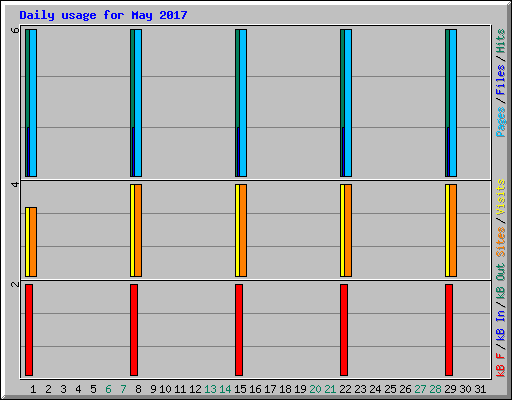 Daily usage for May 2017
6
4
2
Pages/Files/Hits
Sites/Visits
kB F/kB In/kB Out
1 2 3 4 5 6 7 8 9 10 11 12 13 14 15 16 17 18 19 20 21 22 23 24 25 26 27 28 29 30 31